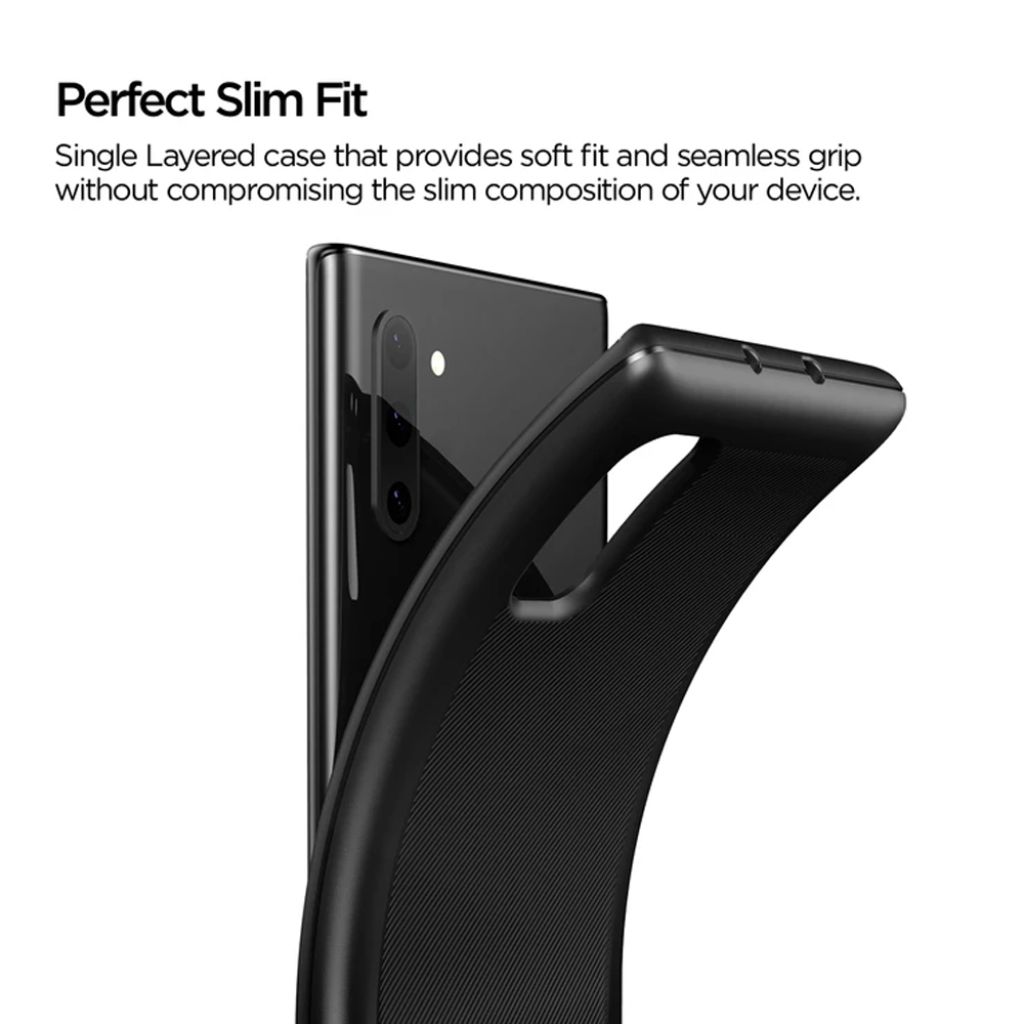 Perfect Slim Fit
Single Layered case that provides soft fit and seamless grip
without compromising the slim composition of your device.